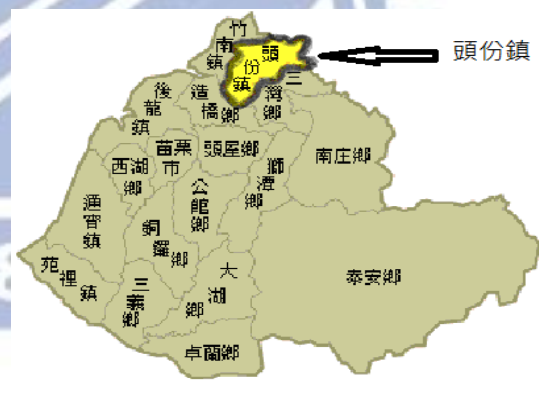 竹南鎮
頭份鎮
頭份鎮
三灣鄉
後龍鎮
造橋鄉
苗栗市
頭屋鄉
獅潭鄉
南庄鄉
西湖鄉
公館鄉
通宵鎮
銅鑼鄉
苑裡鎮
三義鄉
大湖鄉
泰安鄉
卓蘭鄉